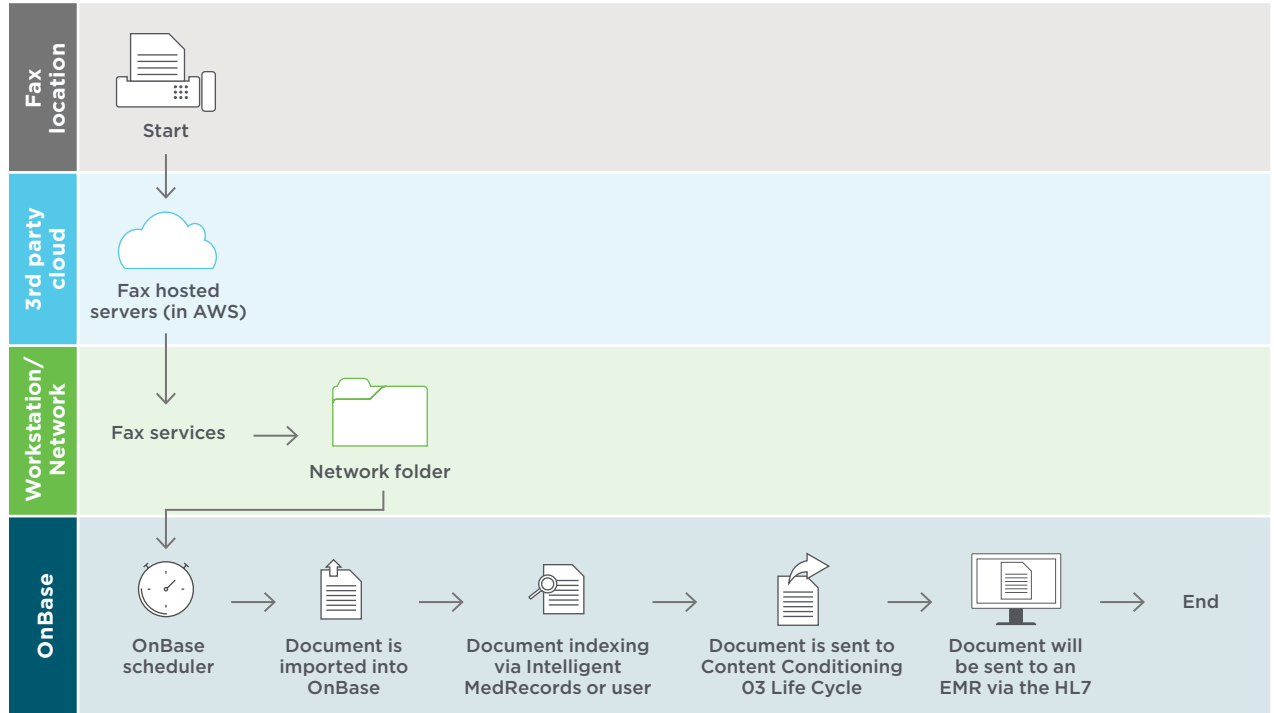 Fax
location
Start
3rd party
cloud
Fax hosted
servers (in AWS)
Workstation/
Network
Fax services
Network folder
OnBase
OnBase
scheduler
Document is
imported into
OnBase
Document indexing
via Intelligent
MedRecords or user
Document is sent to
Content Conditioning
03 Life Cycle
Document will
be sent to an
EMR via the HL7
End